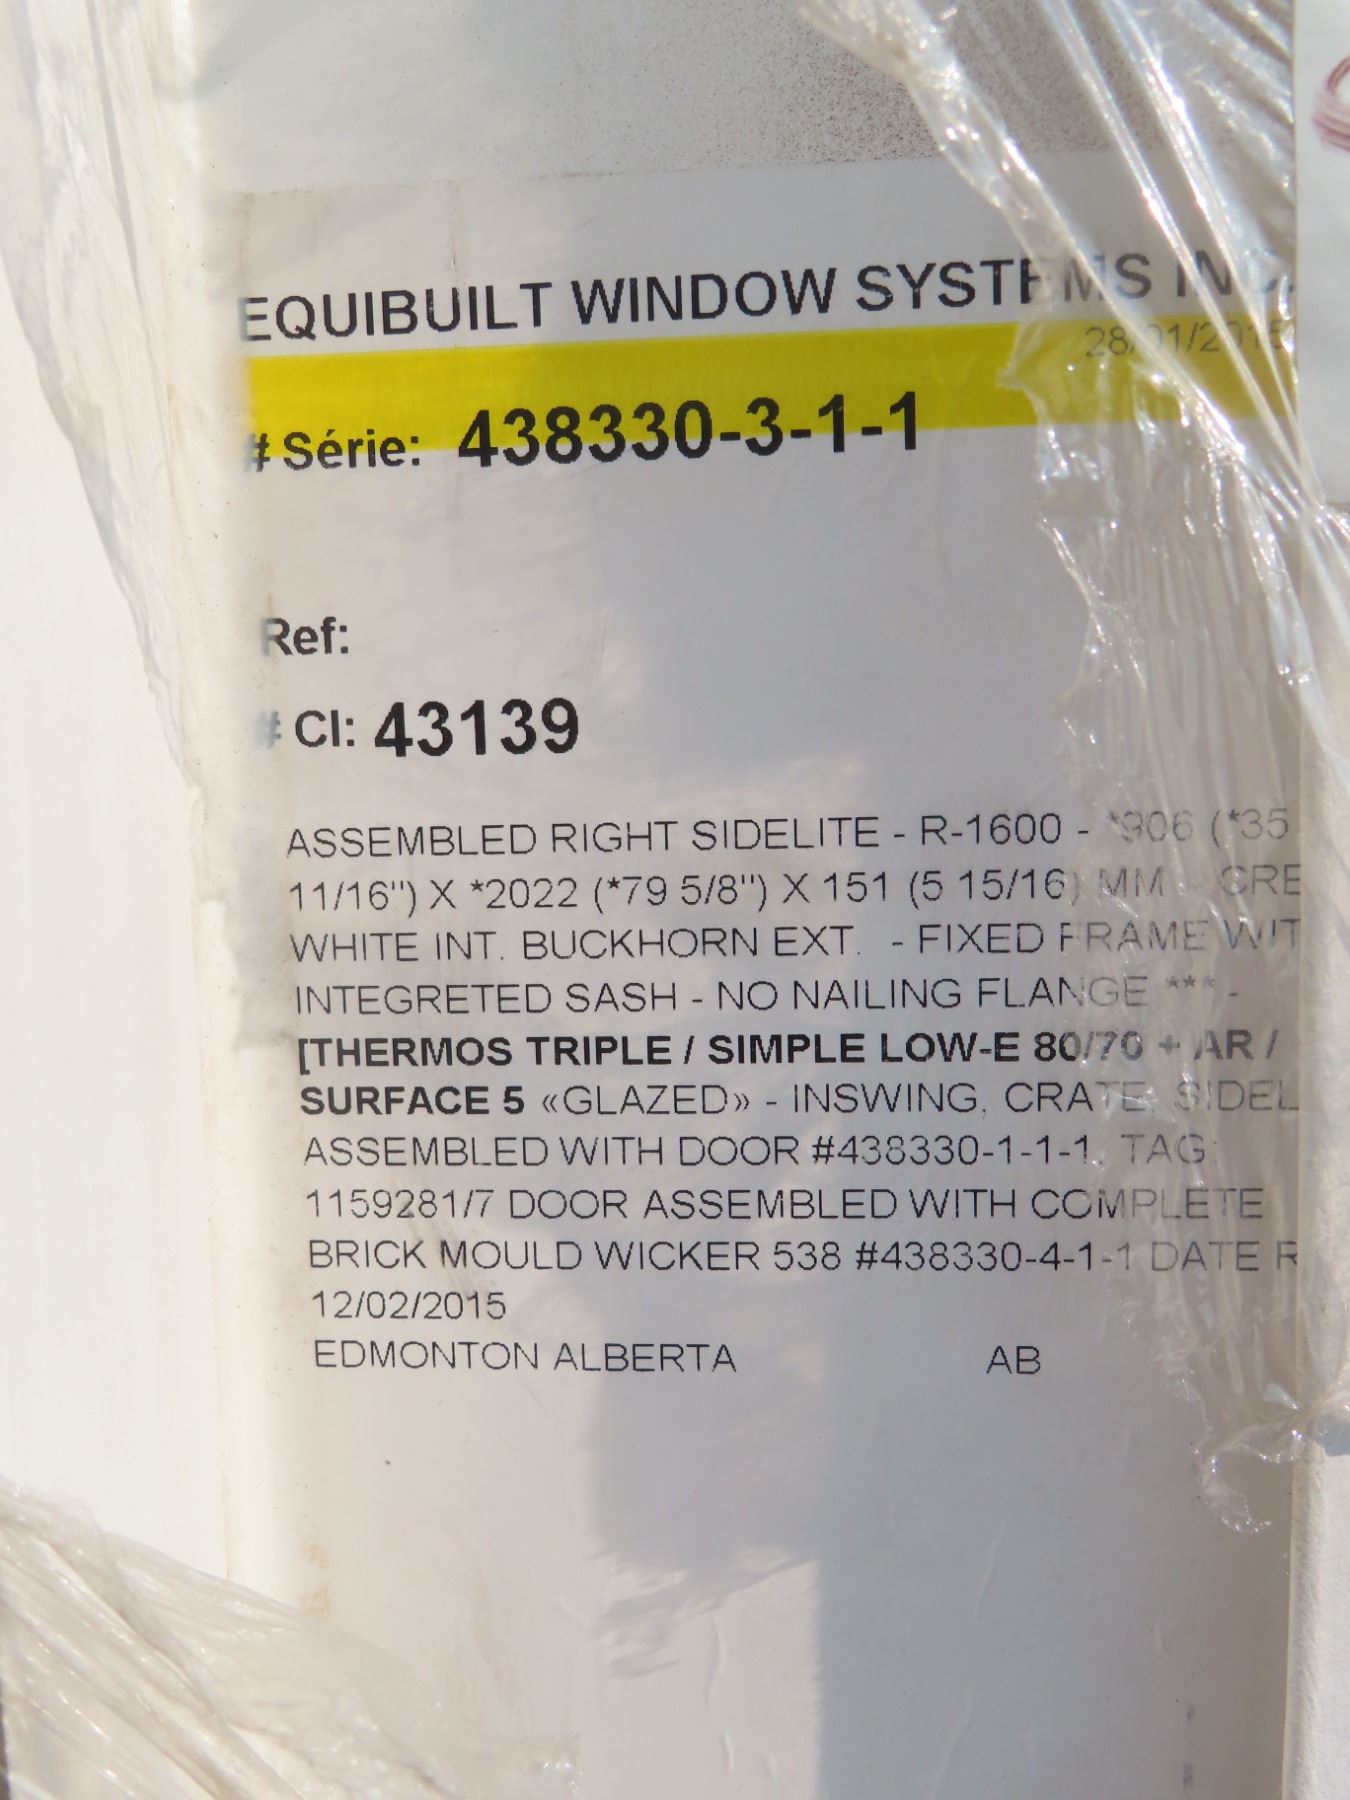 EQUIBUILT WINDOW SYSTEMS INC.
28/01/2015
# Série: 438330-3-1-1
Ref:
# CI: 43139
ASSEMBLED RIGHT SIDELITE - R-1600 - *906 (*35
11/16") X *2022 (*79 5/8") X 151 (5 15/16) MM - CRE
WHITE INT. BUCKHORN EXT. - FIXED FRAME WIT
INTEGRETED SASH - NO NAILING FLANGE *** -
[THERMOS TRIPLE / SIMPLE LOW-E 80/70 + AR /
SURFACE 5 «GLAZED» - INSWING, CRATE, SIDEL
ASSEMBLED WITH DOOR #438330-1-1-1, TAG:
1159281/7 DOOR ASSEMBLED WITH COMPLETE
BRICK MOULD WICKER 538 #438330-4-1-1 DATE R
12/02/2015
EDMONTON ALBERTA AB